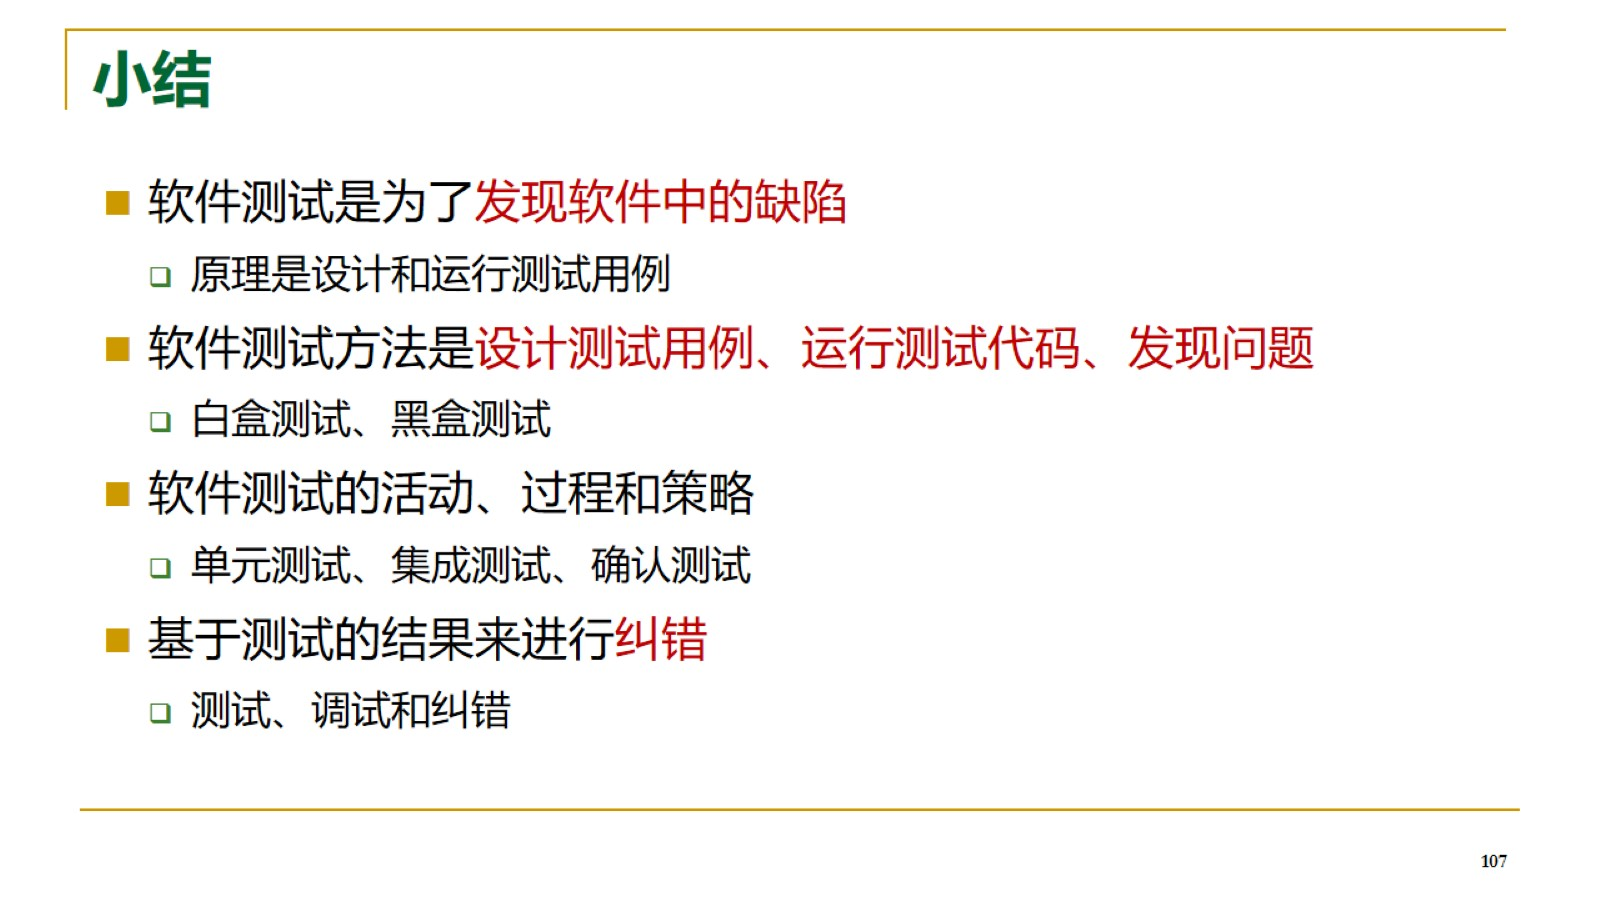 小结
软件测试是为了发现软件中的缺陷
原理是设计和运行测试用例
软件测试方法是设计测试用例、运行测试代码、发现问题
白盒测试、黑盒测试
软件测试的活动、过程和策略
单元测试、集成测试、确认测试
基于测试的结果来进行纠错
测试、调试和纠错
107